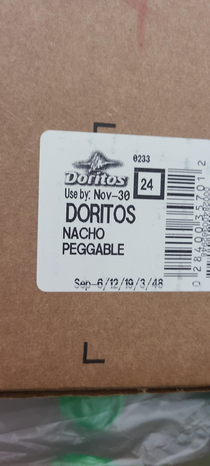 0233
Doritos
24
Use by: Nov-30
DORITOS
NACHO
PEGGABLE
Sep-6/12/19/3/48